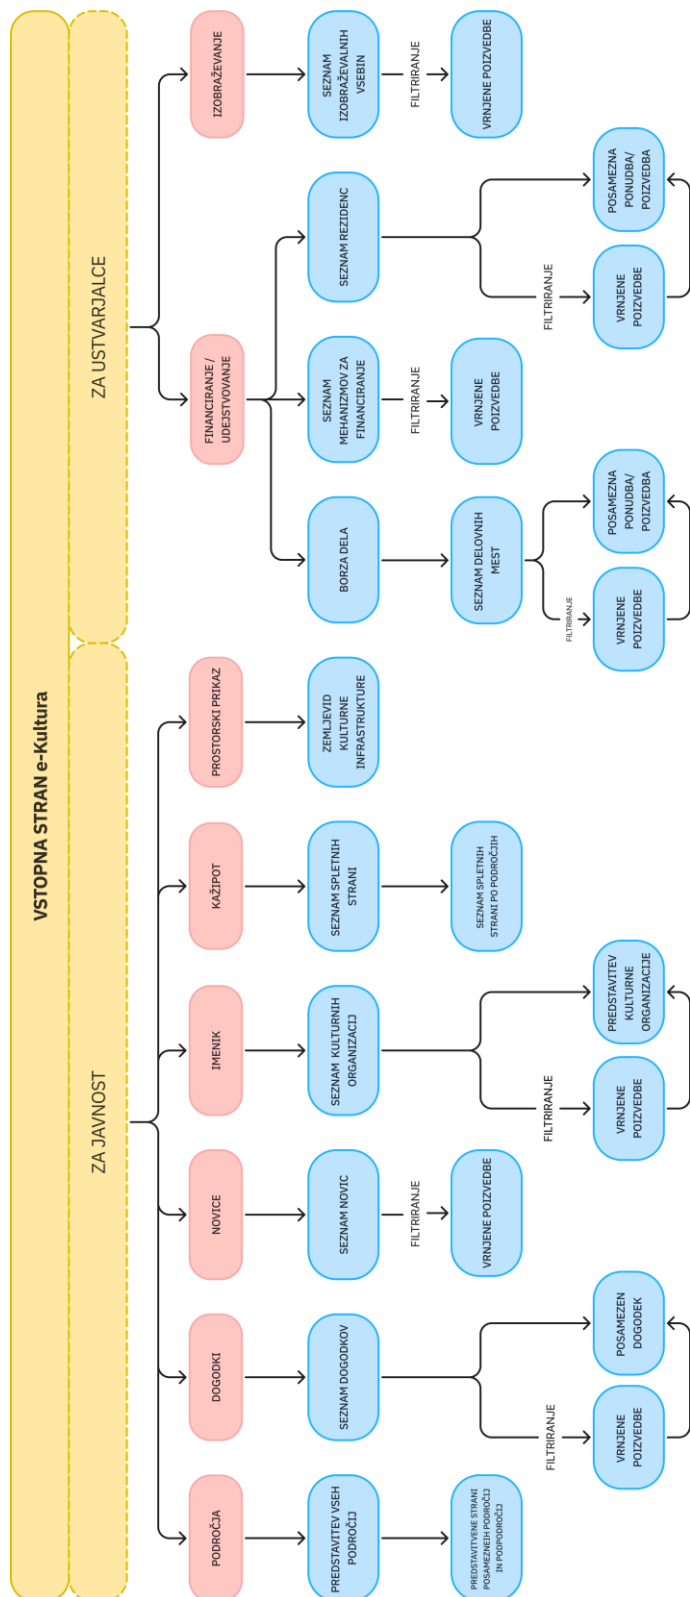 VSTOPNA STRAN e-Kultura
ZA JAVNOST
ZA USTVARJALCE
PODROČJA
DOGODKI
NOVICE
IMENIK
KAŽIPOT
PROSTORSKI PRIKAZ
FINANCIRANJE /
UDEJSTVOVANJE
IZOBRAŽEVANJE
PREDSTAVITEV VSEH
PODROČIJ
SEZNAM DOGODKOV
SEZNAM NOVIC
SEZNAM KULTURNIH
ORGANIZACIJ
SEZNAM SPLETNIH
STRANI
ZEMLJEVID
KULTURNE
INFRASTRUKTURE
BORZA DELA
SEZNAM
MEHANIZMOV ZA
FINANCIRANJE
SEZNAM REZIDENC
SEZNAM
IZOBRAŽEVALNIH
VSEBIN
FILTRIRANJE
FILTRIRANJE
FILTRIRANJE
PREDSTAVITVENE STRANI
POSAMEZNEIH PODROČIJ
IN PODPODROČIJ
VRNJENE POIZVEDBE
SEZNAM SPLETNIH
STRANI PO PODROČJIH
SEZNAM DELOVNIH
MEST
VRNJENE
POIZVEDBE
VRNJENE POIZVEDBE
FILTRIRANJE
FILTRIRANJE
FILTRIRANJE
FILTRIRANJE
VRNJENE
POIZVEDBE
POSAMEZEN
DOGODEK
VRNJENE
POIZVEDBE
PREDSTAVITEV
KULTURNE
ORGANIZACIJE
VRNJENE
POIZVEDBE
POSAMEZNA
PONUDBA/
POIZVEDBA
VRNJENE
POIZVEDBE
POSAMEZNA
PONUDBA/
POIZVEDBA